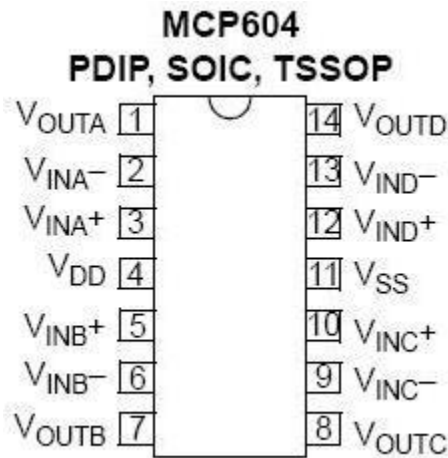 MCP604
PDIP, SOIC, TSSOP
VOUTA 1 14 VOUTD
VINA– 2 13 VIND–
VINA+ 3 12 VIND+
VDD 4 11 VSS
VINB+ 5 10 VINC+
VINB– 6 9 VINC–
VOUTB 7 8 VOUTC